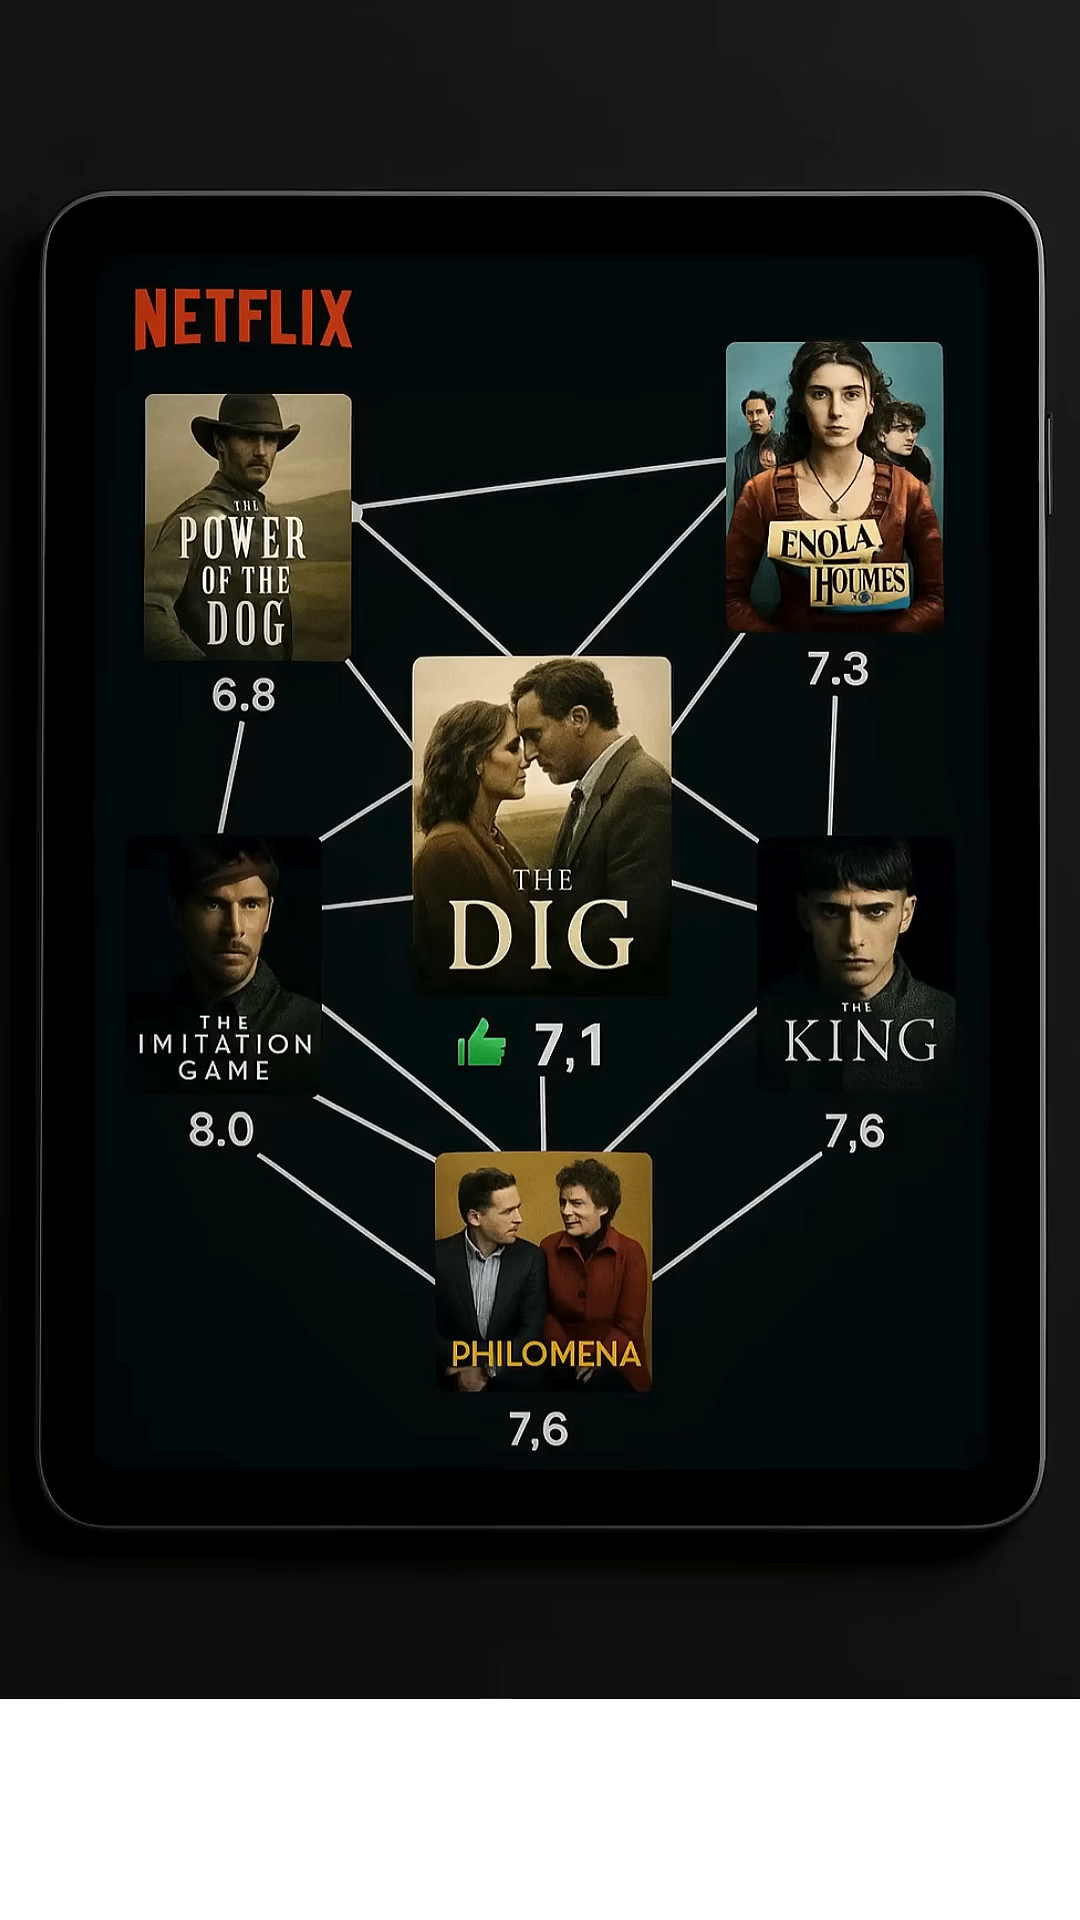 NETFLIX
THE
POWER
OF THE
DOG
6.8
ENOLA
HOUMES
7.3
THE
DIG
7,1
THE
IMITATION
GAME
8.0
THE
KING
7,6
PHILOMENA
7,6